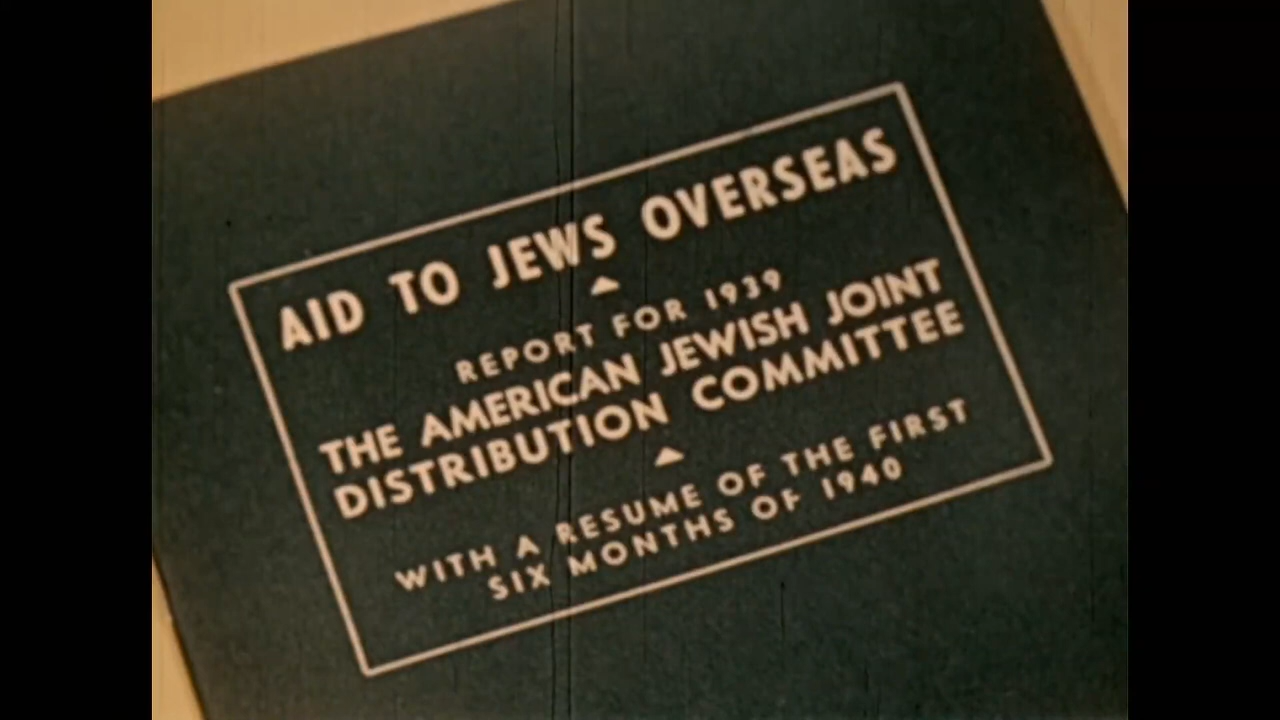 AID TO JEWS OVERSEAS
REPORT FOR 1939
THE AMERICAN JEWISH JOINT
DISTRIBUTION COMMITTEE
WITH A RESUME OF THE FIRST
SIX MONTHS OF 1940